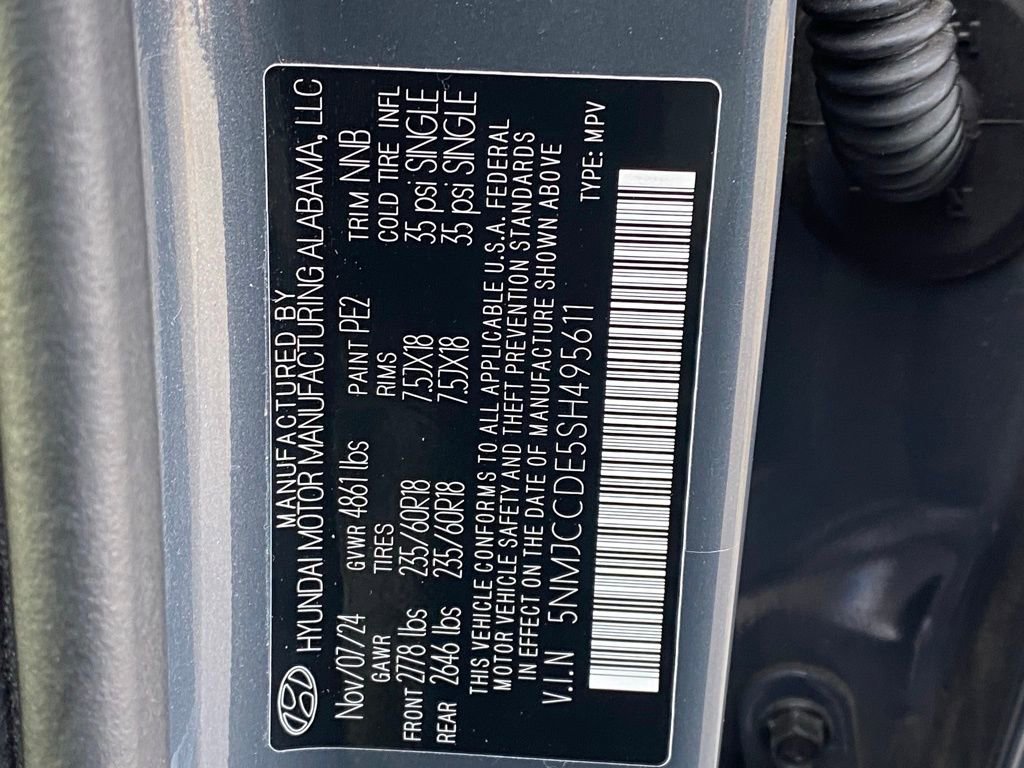 MANUFACTURED BY
HYUNDAI MOTOR MANUFACTURING ALABAMA, LLC
Nov/07/24 GVWR 4861 lbs PAINT PE2 TRIM NNB
GAWR TIRES RIMS COLD TIRE INFL
FRONT 2778 lbs 235/60R18 7.5JX18 35 psi SINGLE
REAR 2646 lbs 235/60R18 7.5JX18 35 psi SINGLE
THIS VEHICLE CONFORMS TO ALL APPLICABLE U.S.A. FEDERAL
MOTOR VEHICLE SAFETY AND THEFT PREVENTION STANDARDS
IN EFFECT ON THE DATE OF MANUFACTURE SHOWN ABOVE
V.I.N 5NMJCCDE5SH495611 TYPE: MPV